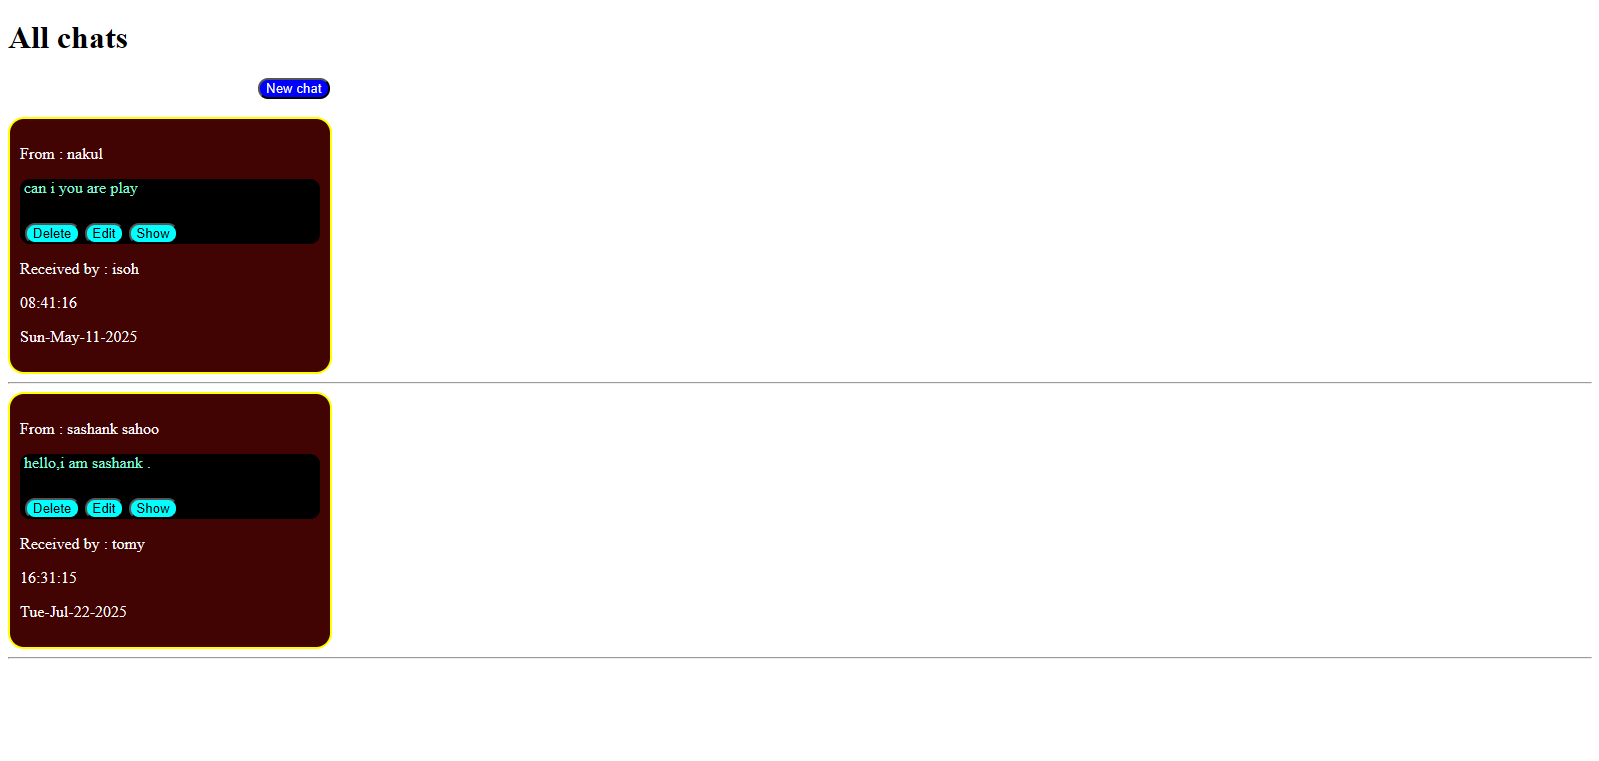 All chats
New chat
From : nakul
can i you are play
Delete Edit Show
Received by : isoh
08:41:16
Sun-May-11-2025
From : sashank sahoo
hello,i am sashank .
Delete Edit Show
Received by : tomy
16:31:15
Tue-Jul-22-2025